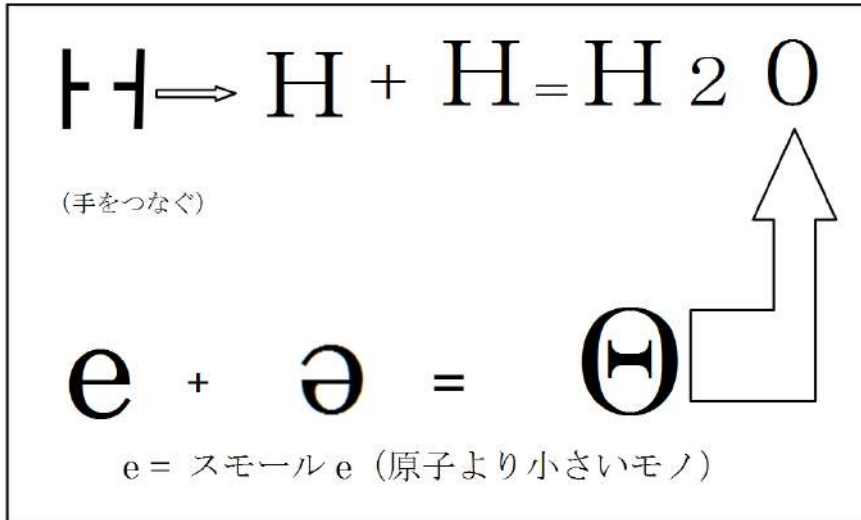 ┣ ┫⇒ H + H = H 2 0
(手をつなぐ)
e + ə = Θ
e = スモール e (原子より小さいモノ)